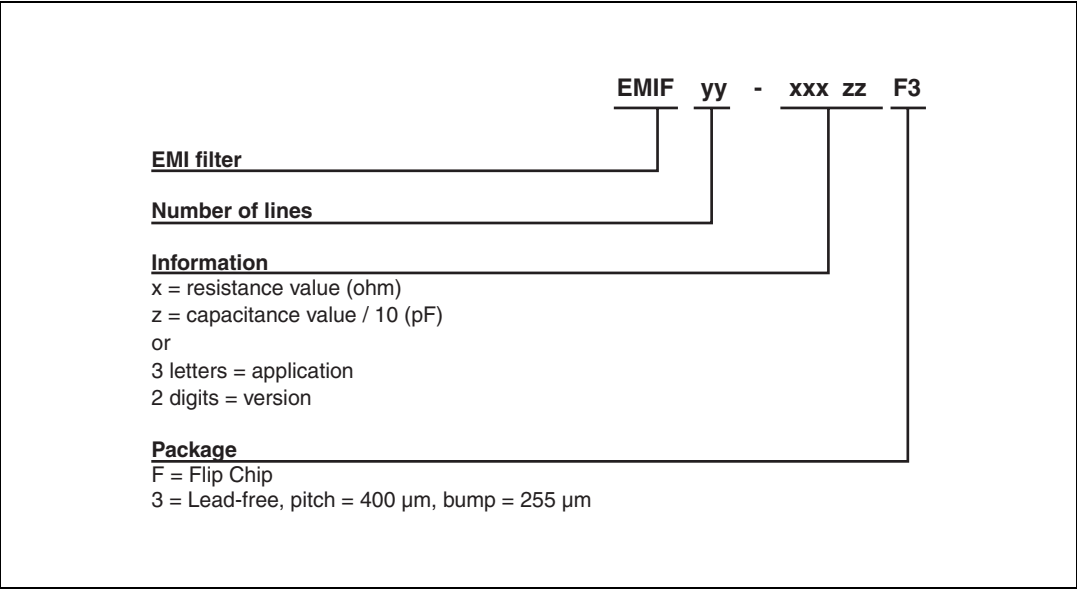 EMIF yy - xxx zz F3
EMI filter
Number of lines
Information
x = resistance value (ohm)
z = capacitance value / 10 (pF)
or
3 letters = application
2 digits = version
Package
F = Flip Chip
3 = Lead-free, pitch = 400 µm, bump = 255 µm